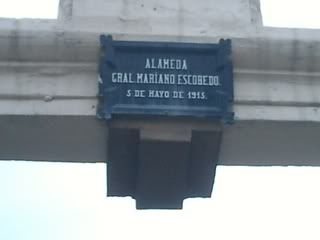 ALAMEDA
GRAL. MARIANO ESCOBEDO.
5 DE MAYO DE 1915.